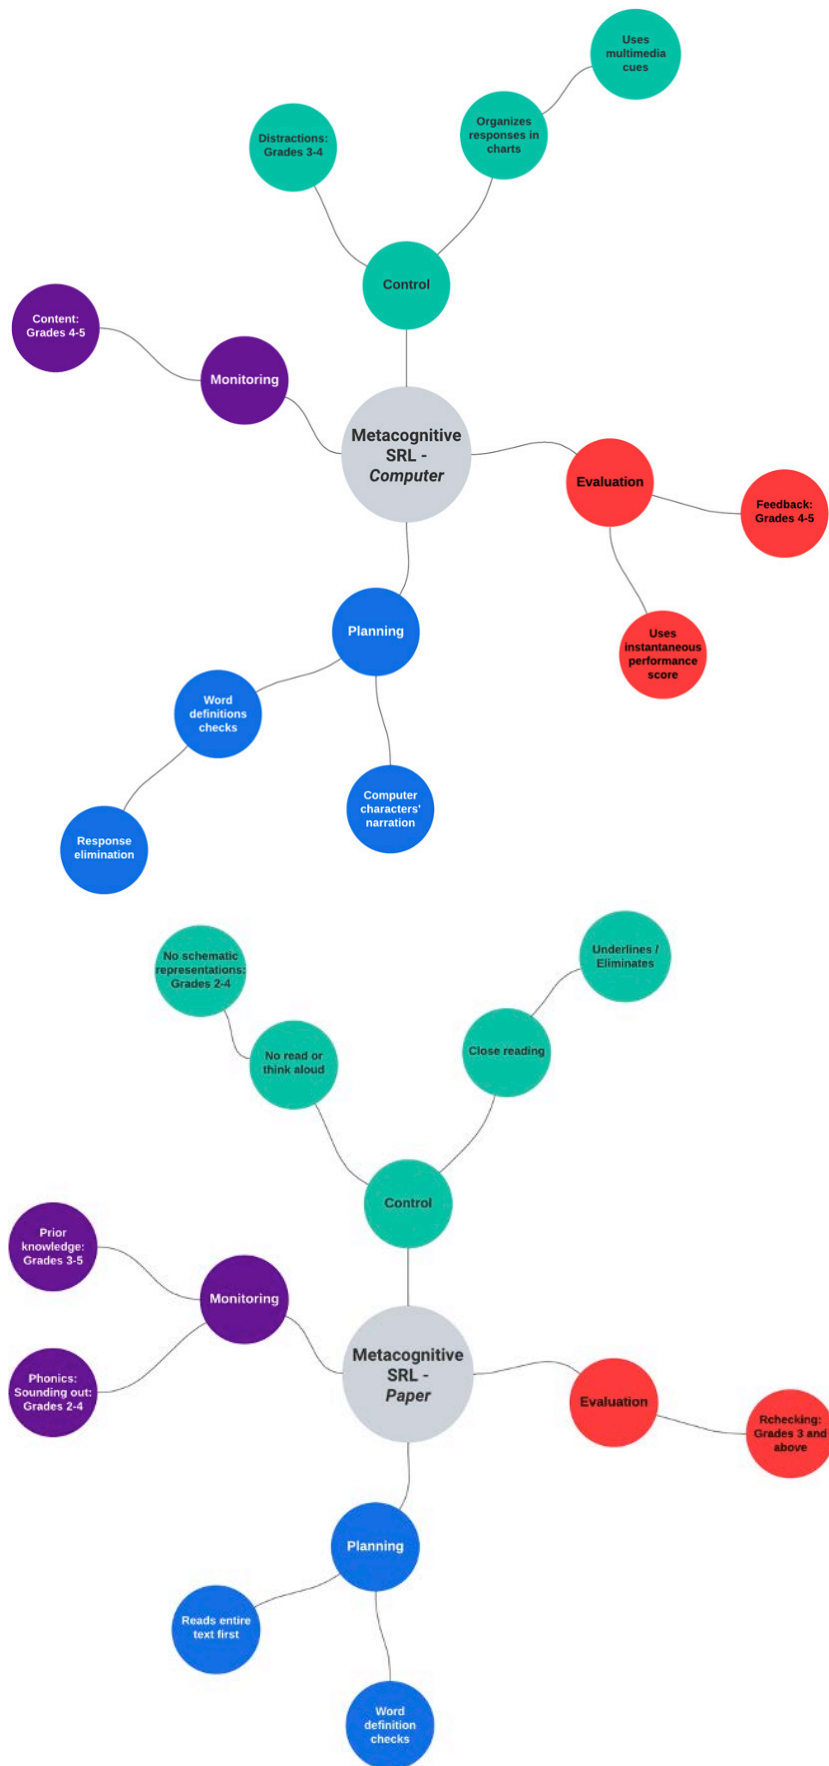 Uses
multimedia
cues
Distractions:
Grades 3-4
Organizes
responses in
charts
Control
Content:
Grades 4-5
Monitoring
Metacognitive
SRL -
Computer
Evaluation
Feedback:
Grades 4-5
Uses
instantaneous
performance
score
Planning
Word
definitions
checks
Computer
characters'
narration
Response
elimination
No schematic
representations:
Grades 2-4
Underlines /
Eliminates
No read or
think aloud
Close reading
Control
Prior
knowledge:
Grades 3-5
Monitoring
Phonics:
Sounding out:
Grades 2-4
Metacognitive
SRL -
Paper
Evaluation
Rchecking:
Grades 3 and
above
Planning
Reads entire
text first
Word
definition
checks